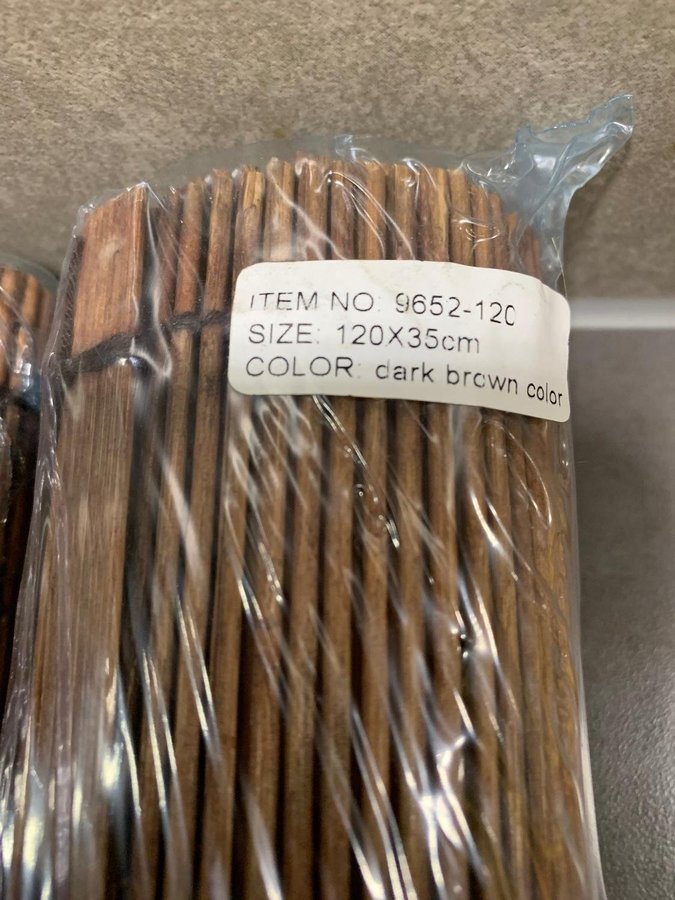 ITEM NO: 9652-120
SIZE: 120X35cm
COLOR: dark brown color